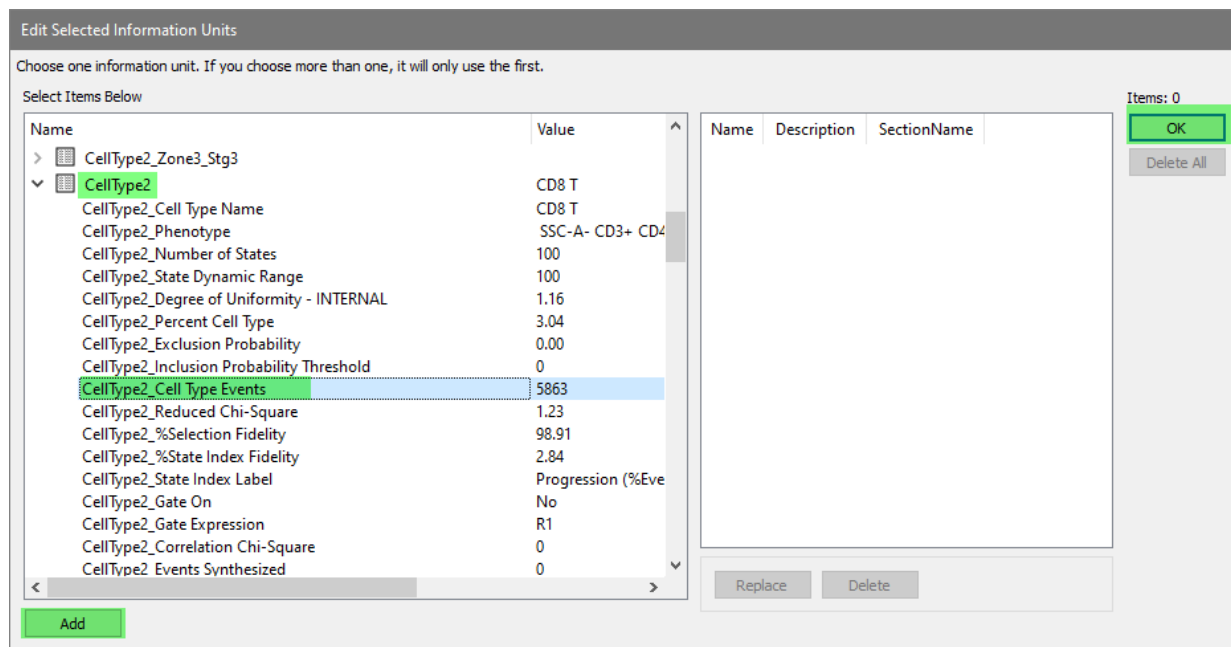 Edit Selected Information Units
Choose one information unit. If you choose more than one, it will only use the first.
Select Items Below
Items: 0
Name Value
Name Description SectionName
OK
Delete All
CellType2_Zone3_Stg3
CellType2 CD8 T
CellType2_Cell Type Name CD8 T
CellType2_Phenotype SSC-A- CD3+ CD4
CellType2_Number of States 100
CellType2_State Dynamic Range 100
CellType2_Degree of Uniformity - INTERNAL 1.16
CellType2_Percent Cell Type 3.04
CellType2_Exclusion Probability 0.00
CellType2_Inclusion Probability Threshold 0
CellType2_Cell Type Events 5863
CellType2_Reduced Chi-Square 1.23
CellType2_%Selection Fidelity 98.91
CellType2_%State Index Fidelity 2.84
CellType2_State Index Label Progression (%Eve
CellType2_Gate On No
CellType2_Gate Expression R1
CellType2_Correlation Chi-Square 0
CellType2_Events Synthesized 0
Replace Delete
Add